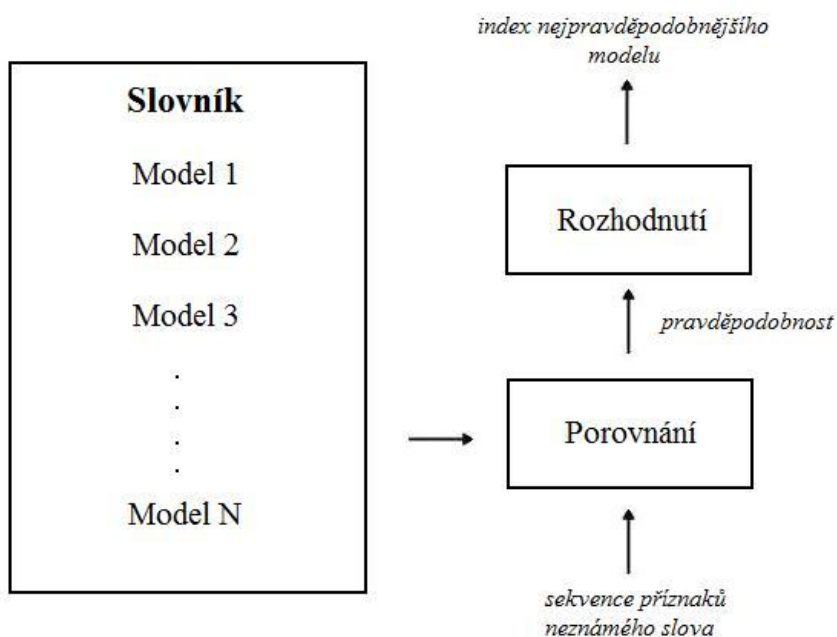 Slovník
Model 1
Model 2
Model 3
.
.
.
.
Model N
index nejpravděpodobnějšího
modelu
Rozhodnutí
pravděpodobnost
Porovnání
sekvence příznaků
neznámého slova